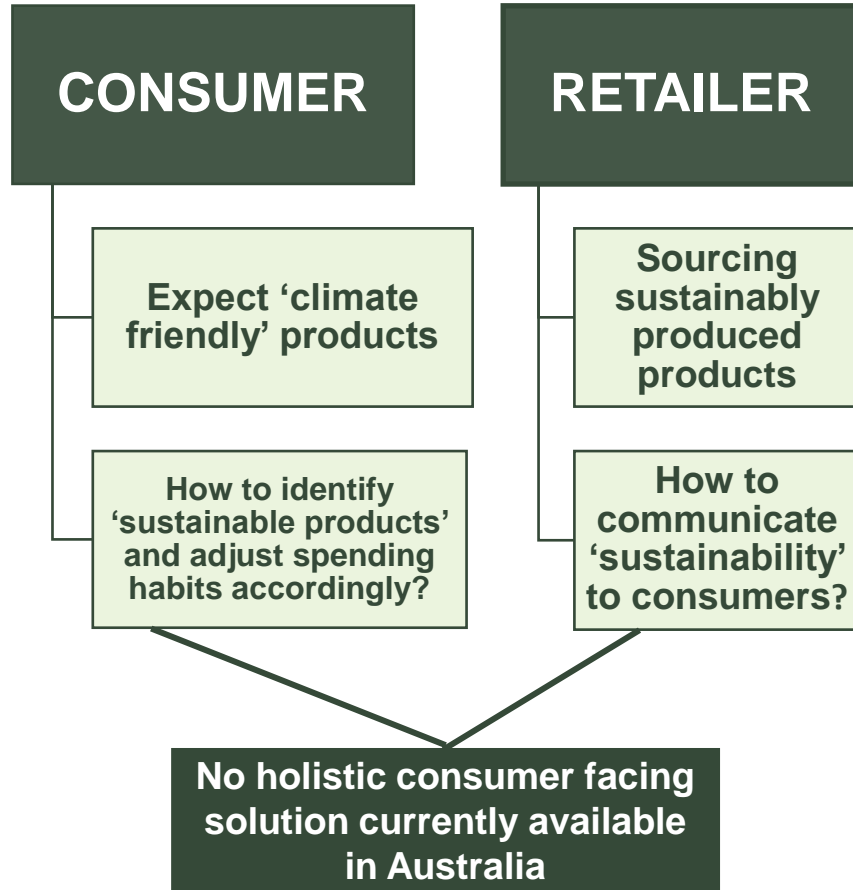 CONSUMER
Expect ‘climate
friendly’ products
How to identify
‘sustainable products’
and adjust spending
habits accordingly?
RETAILER
Sourcing
sustainably
produced
products
How to
communicate
‘sustainability’
to consumers?
No holistic consumer facing
solution currently available
in Australia